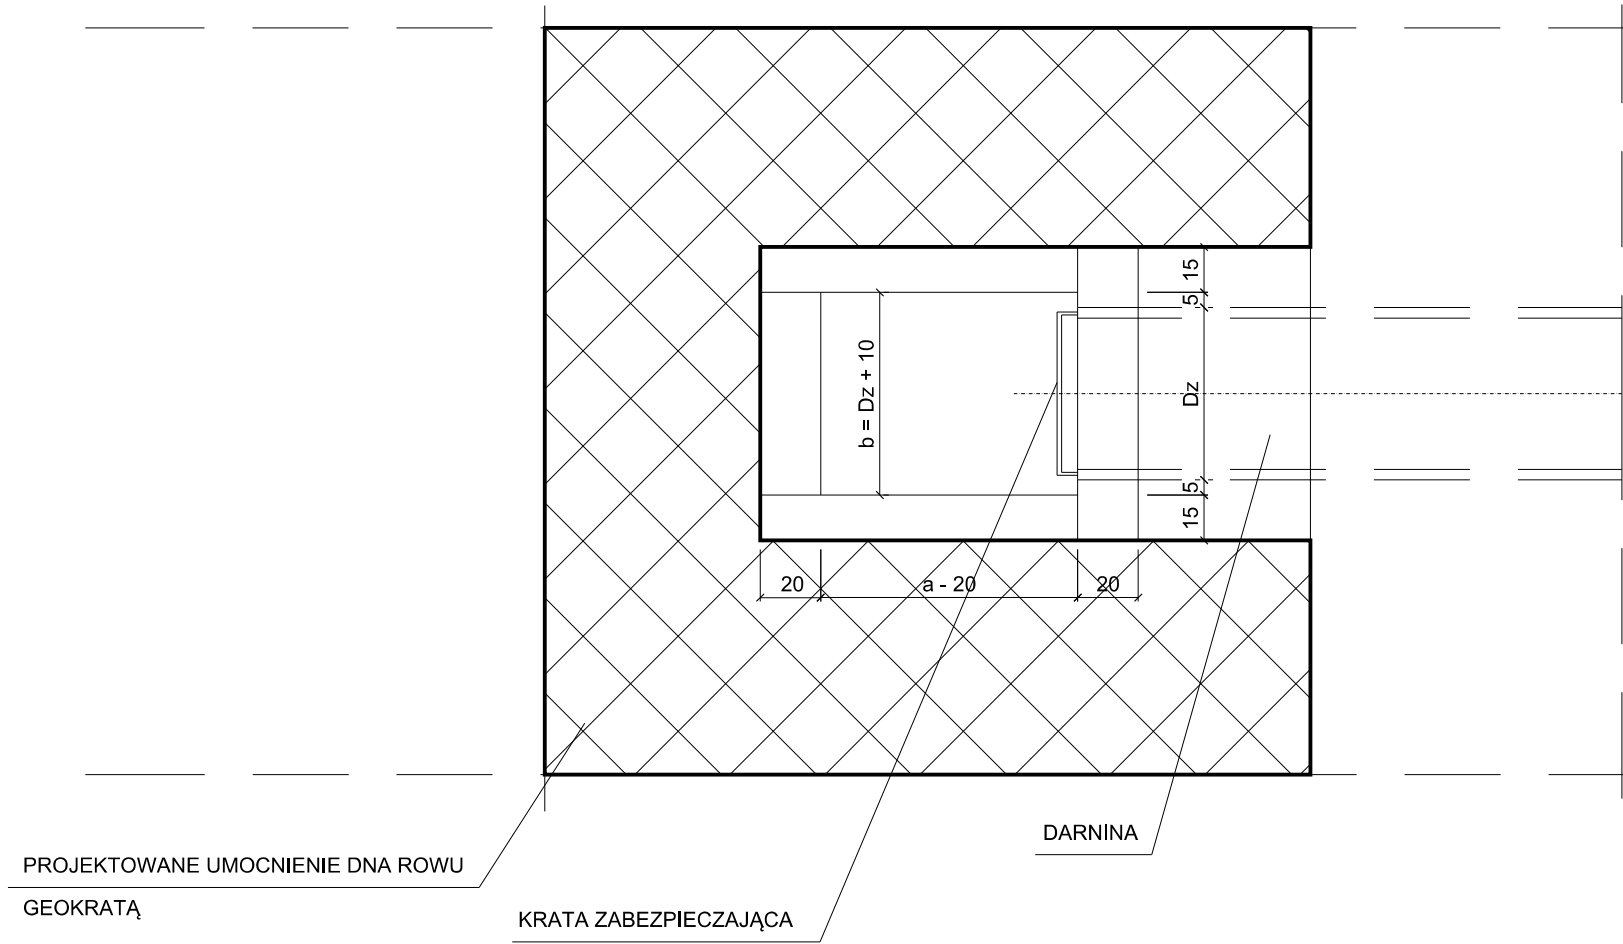 15
5
b = Dz + 10
Dz
5
15
20
a - 20
20
DARNINA
PROJEKTOWANE UMOCNIENIE DNA ROWU
GEOKRATĄ
KRATA ZABEZPIECZAJĄCA